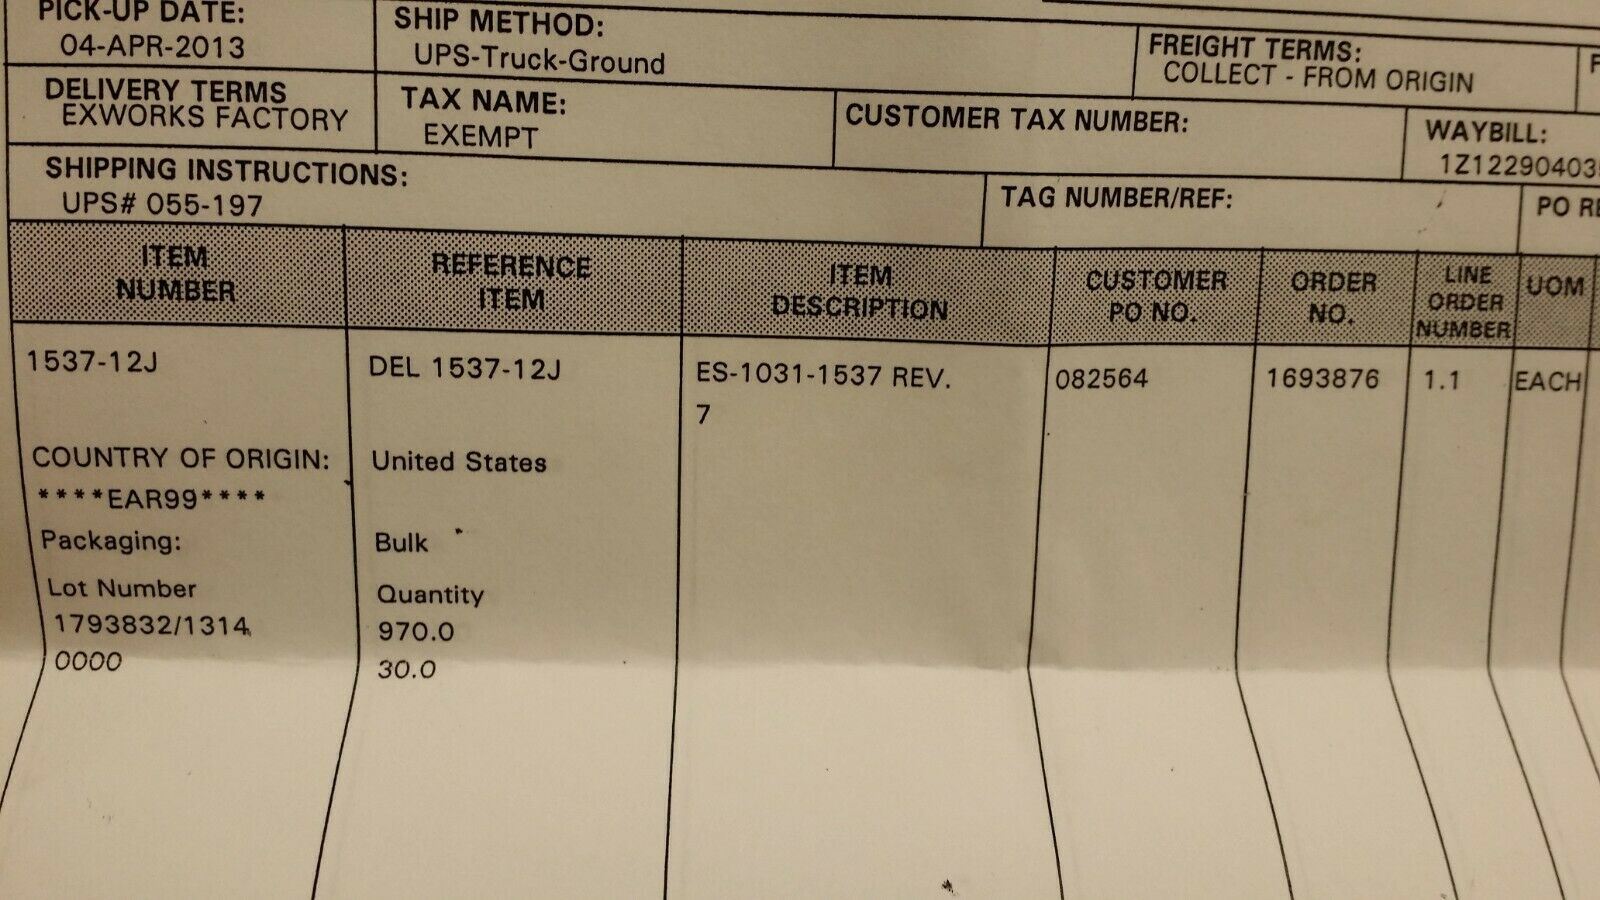 PICK-UP DATE:
04-APR-2013
SHIP METHOD:
UPS-Truck-Ground
FREIGHT TERMS:
COLLECT - FROM ORIGIN
DELIVERY TERMS
EXWORKS FACTORY
TAX NAME:
EXEMPT
CUSTOMER TAX NUMBER:
WAYBILL:
SHIPPING INSTRUCTIONS:
UPS# 055-197
TAG NUMBER/REF:
PO
ITEM
NUMBER
REFERENCE
ITEM
ITEM
DESCRIPTION
CUSTOMER
PO NO.
ORDER
NO.
LINE
ORDER
NUMBER
UOM
1537-12J
DEL 1537-12J
ES-1031-1537 REV.
7
082564
1693876
1.1
EACH
COUNTRY OF ORIGIN:
United States
****EAR99****
Packaging:
Bulk
Lot Number
Quantity
1793832/1314
970.0
0000
30.0